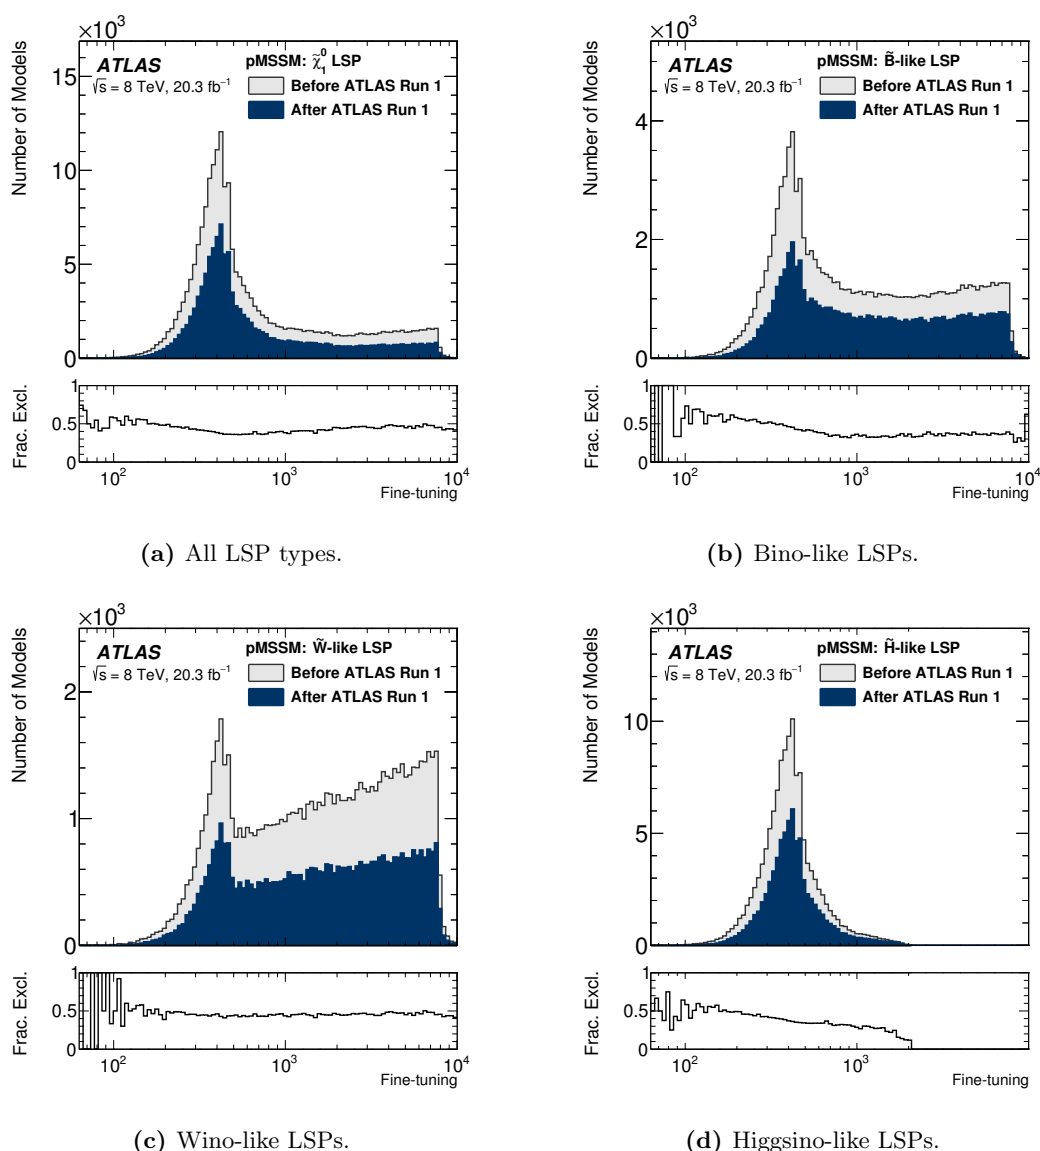 ×10³
ATLAS
√s = 8 TeV, 20.3 fb⁻¹
pMSSM: χ̃⁰₁ LSP
Before ATLAS Run 1
After ATLAS Run 1
Number of Models
15
10
5
0
Frac. Excl.
1
0.5
0
10² 10³ 10⁴
Fine-tuning
(a) All LSP types.
×10³
ATLAS
√s = 8 TeV, 20.3 fb⁻¹
pMSSM: B̃-like LSP
Before ATLAS Run 1
After ATLAS Run 1
Number of Models
4
2
0
Frac. Excl.
1
0.5
0
10² 10³ 10⁴
Fine-tuning
(b) Bino-like LSPs.
×10³
ATLAS
√s = 8 TeV, 20.3 fb⁻¹
pMSSM: W̃-like LSP
Before ATLAS Run 1
After ATLAS Run 1
Number of Models
2
1
0
Frac. Excl.
1
0.5
0
10² 10³ 10⁴
Fine-tuning
(c) Wino-like LSPs.
×10³
ATLAS
√s = 8 TeV, 20.3 fb⁻¹
pMSSM: H̃-like LSP
Before ATLAS Run 1
After ATLAS Run 1
Number of Models
10
5
0
Frac. Excl.
1
0.5
0
10² 10³
Fine-tuning
(d) Higgsino-like LSPs.